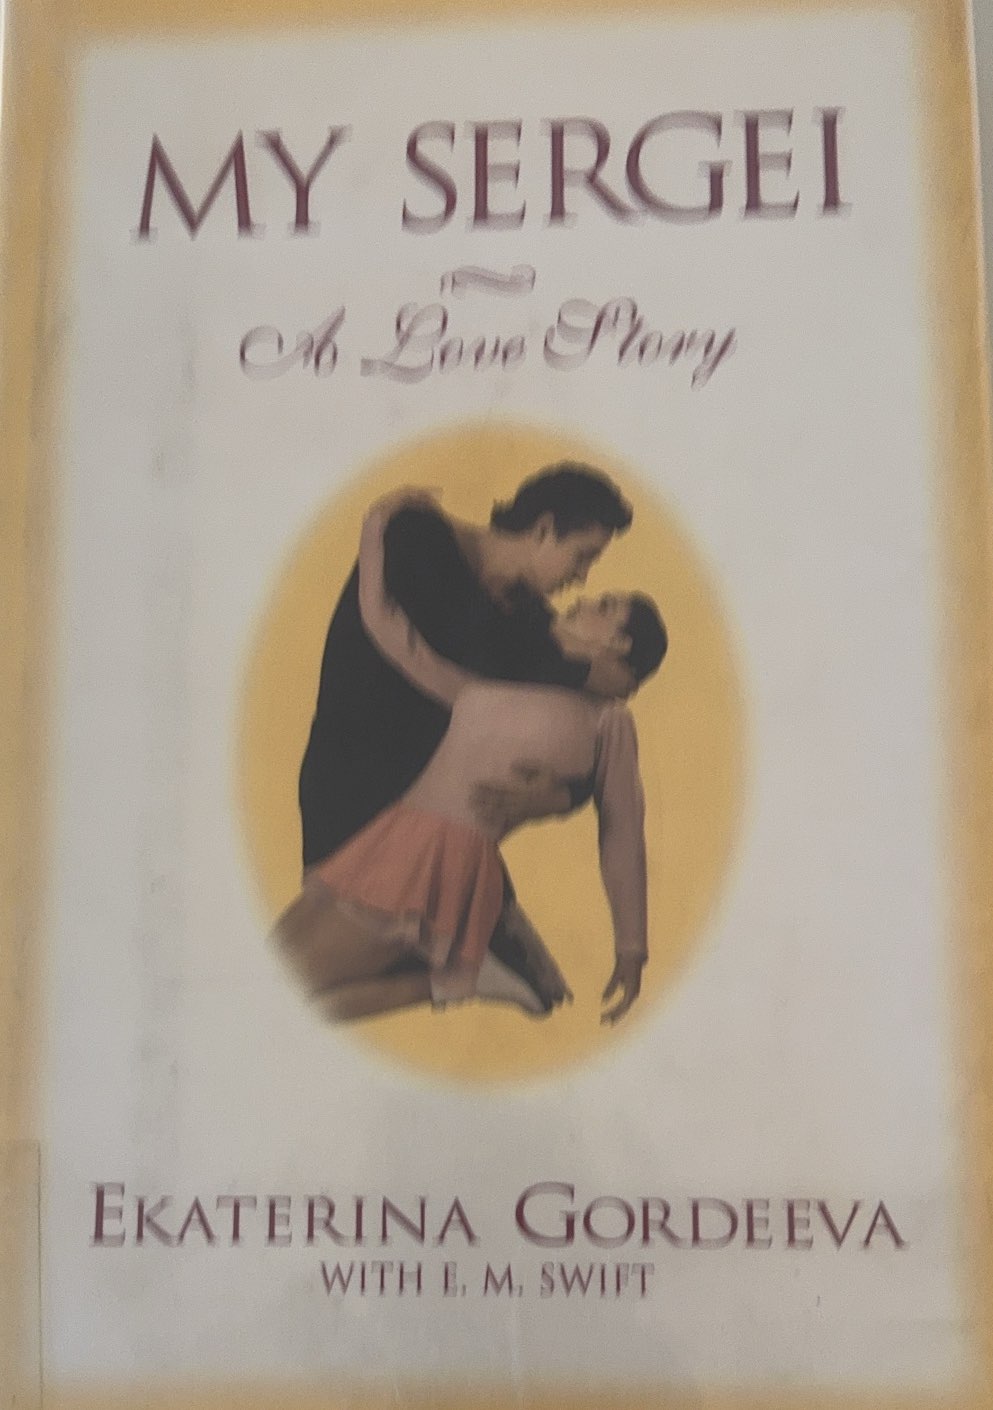 MY SERGEI
A Love Story
EKATERINA GORDEEVA
WITH E. M. SWIFT